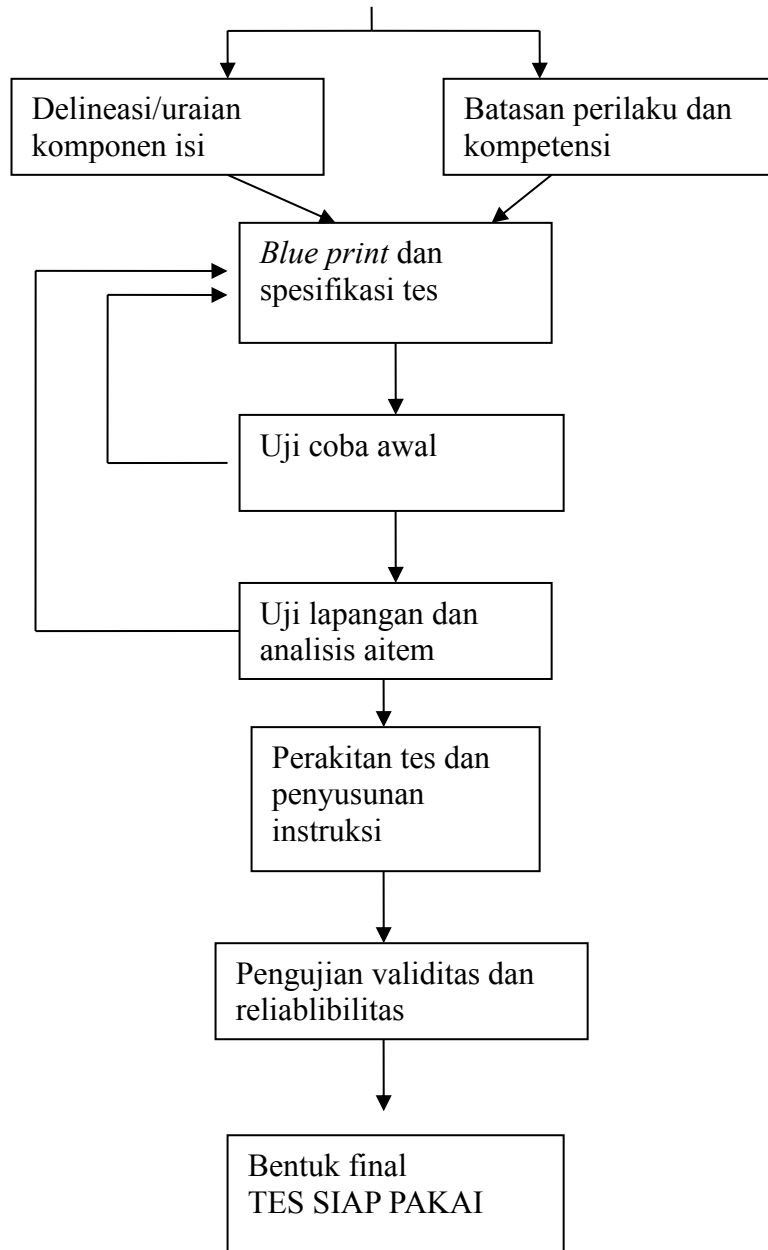 Delineasi/uraian
komponen isi
Batasan perilaku dan
kompetensi
Blue print dan
spesifikasi tes
Uji coba awal
Uji lapangan dan
analisis aitem
Perakitan tes dan
penyusunan
instruksi
Pengujian validitas dan
reliablibilitas
Bentuk final
TES SIAP PAKAI